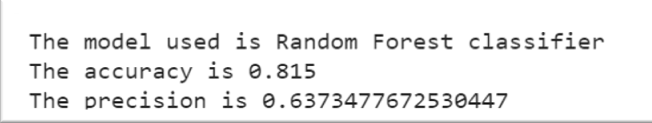 The model used is Random Forest classifier
The accuracy is 0.815
The precision is 0.6373477672530447